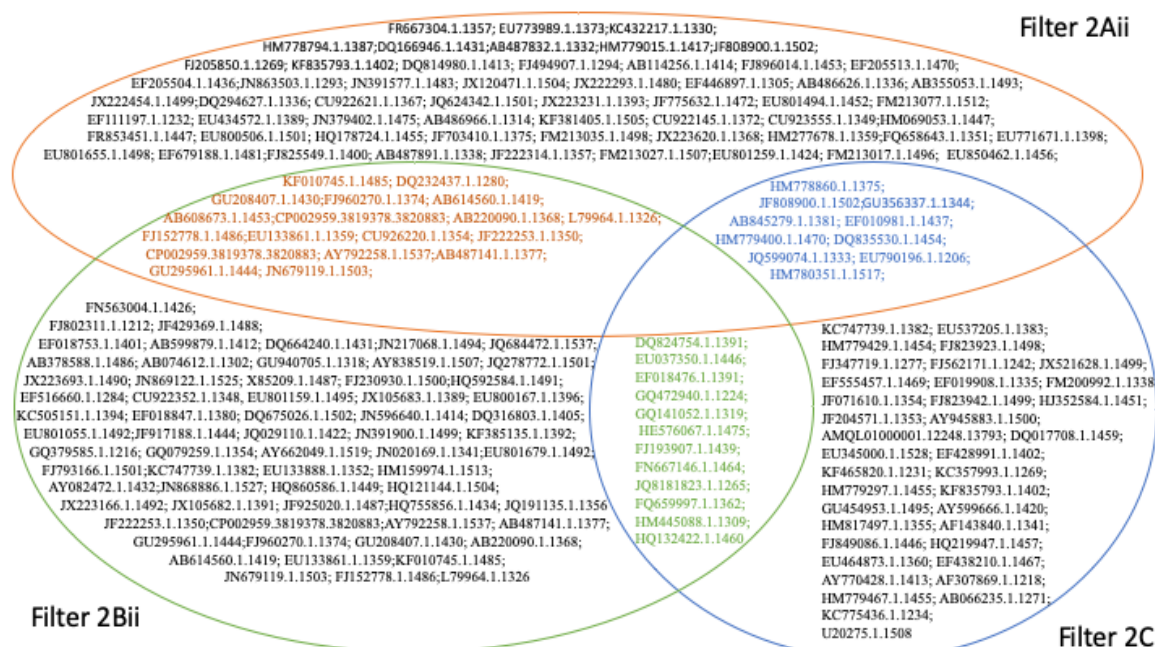 Filter 2Aii
FR667304.1.1357; EU773989.1.1373;KC432217.1.1330;
HM778794.1.1387;DQ166946.1.1431;AB487832.1.1332;HM779015.1.1417;JF808900.1.1502;
FJ205850.1.1269; KF835793.1.1402; DQ814980.1.1413; FJ494907.1.1294; AB114256.1.1414; FJ896014.1.1453; EF205513.1.1470;
EF205504.1.1436;JN863503.1.1293; JN391577.1.1483; JX120471.1.1504; JX222293.1.1480; EF446897.1.1305; AB486626.1.1336; AB355053.1.1493;
JX222454.1.1499;DQ294627.1.1336; CU922621.1.1367; JQ624342.1.1501; JX223231.1.1393; JF775632.1.1472; EU801494.1.1452; FM213077.1.1512;
EF111197.1.1232; EU434572.1.1389; JN379402.1.1475; AB486966.1.1314; KF381405.1.1505; CU922145.1.1372; CU923555.1.1349;HM069053.1.1447;
FR853451.1.1447; EU800506.1.1501; HQ178724.1.1455; JF703410.1.1375; FM213035.1.1498; JX223620.1.1368; HM277678.1.1359;FQ658643.1.1351; EU771671.1.1398;
EU801655.1.1498; EF679188.1.1481;FJ825549.1.1400; AB487891.1.1338; JF222314.1.1357; FM213027.1.1507;EU801259.1.1424; FM213017.1.1496; EU850462.1.1456;
KF010745.1.1485; DQ232437.1.1280;
GU208407.1.1430;FJ960270.1.1374; AB614560.1.1419;
AB608673.1.1453;CP002959.3819378.3820883; AB220090.1.1368; L79964.1.1326;
FJ152778.1.1486;EU133861.1.1359; CU926220.1.1354; JF222253.1.1350;
CP002959.3819378.3820883; AY792258.1.1537;AB487141.1.1377;
GU295961.1.1444; JN679119.1.1503;
HM778860.1.1375;
JF808900.1.1502;GU356337.1.1344;
AB845279.1.1381; EF010981.1.1437;
HM779400.1.1470; DQ835530.1.1454;
JQ599074.1.1333; EU790196.1.1206;
HM780351.1.1517;
FN563004.1.1426;
FJ802311.1.1212; JF429369.1.1488;
EF018753.1.1401; AB599879.1.1412; DQ664240.1.1431;JN217068.1.1494; JQ684472.1.1537;
AB378588.1.1486; AB074612.1.1302; GU940705.1.1318; AY838519.1.1507; JQ278772.1.1501;
JX223693.1.1490; JN869122.1.1525; X85209.1.1487; FJ230930.1.1500;HQ592584.1.1491;
EF516660.1.1284; CU922352.1.1348, EU801159.1.1495; JX105683.1.1389; EU800167.1.1396;
KC505151.1.1394; EF018847.1.1380; DQ675026.1.1502; JN596640.1.1414; DQ316803.1.1405;
EU801055.1.1492;JF917188.1.1444; JQ029110.1.1422; JN391900.1.1499; KF385135.1.1392;
GQ379585.1.1216; GQ079259.1.1354; AY662049.1.1519; JN020169.1.1341;EU801679.1.1492;
FJ793166.1.1501;KC747739.1.1382; EU133888.1.1352; HM159974.1.1513;
AY082472.1.1432;JN868886.1.1527; HQ860586.1.1449; HQ121144.1.1504;
JX223166.1.1492; JX105682.1.1391; JF925020.1.1487;HQ755856.1.1434; JQ191135.1.1356
JF222253.1.1350;CP002959.3819378.3820883;AY792258.1.1537; AB487141.1.1377;
GU295961.1.1444;FJ960270.1.1374; GU208407.1.1430; AB220090.1.1368;
AB614560.1.1419; EU133861.1.1359;KF010745.1.1485;
JN679119.1.1503; FJ152778.1.1486;L79964.1.1326
DQ824754.1.1391;
EU037350.1.1446;
EF018476.1.1391;
GQ472940.1.1224;
GQ141052.1.1319;
HE576067.1.1475;
FJ193907.1.1439;
FN667146.1.1464;
JQ8181823.1.1265;
FQ659997.1.1362;
HM445088.1.1309;
HQ132422.1.1460
KC747739.1.1382; EU537205.1.1383;
HM779429.1.1454; JF823923.1.1498;
FJ347719.1.1277; FJ562171.1.1242; JX521628.1.1499;
EF555457.1.1469; EF019908.1.1335; FM200992.1.1338
JF071610.1.1354; FJ823942.1.1499; HJ352584.1.1451;
JF204571.1.1353; AY945883.1.1500;
AMQL01000001.12248.13793; DQ017708.1.1459;
EU345000.1.1528; EF428991.1.1402;
KF465820.1.1231; KC357993.1.1269;
HM779297.1.1455; KF835793.1.1402;
GU454953.1.1495; AY599666.1.1420;
HM817497.1.1355; AF143840.1.1341;
FJ849086.1.1446; HQ219947.1.1457;
EU464873.1.1360; EF438210.1.1467;
AY770428.1.1413; AF307869.1.1218;
HM779467.1.1455; AB066235.1.1271;
KC775436.1.1234;
U20275.1.1508
Filter 2Bii
Filter 2C